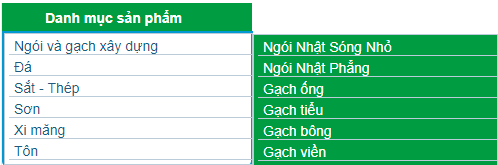 Danh mục sản phẩm
Ngói và gạch xây dựng
Đá
Sắt - Thép
Sơn
Xi măng
Tôn
Ngói Nhật Sóng Nhỏ
Ngói Nhật Phẳng
Gạch ống
Gạch tiểu
Gạch bông
Gạch viền